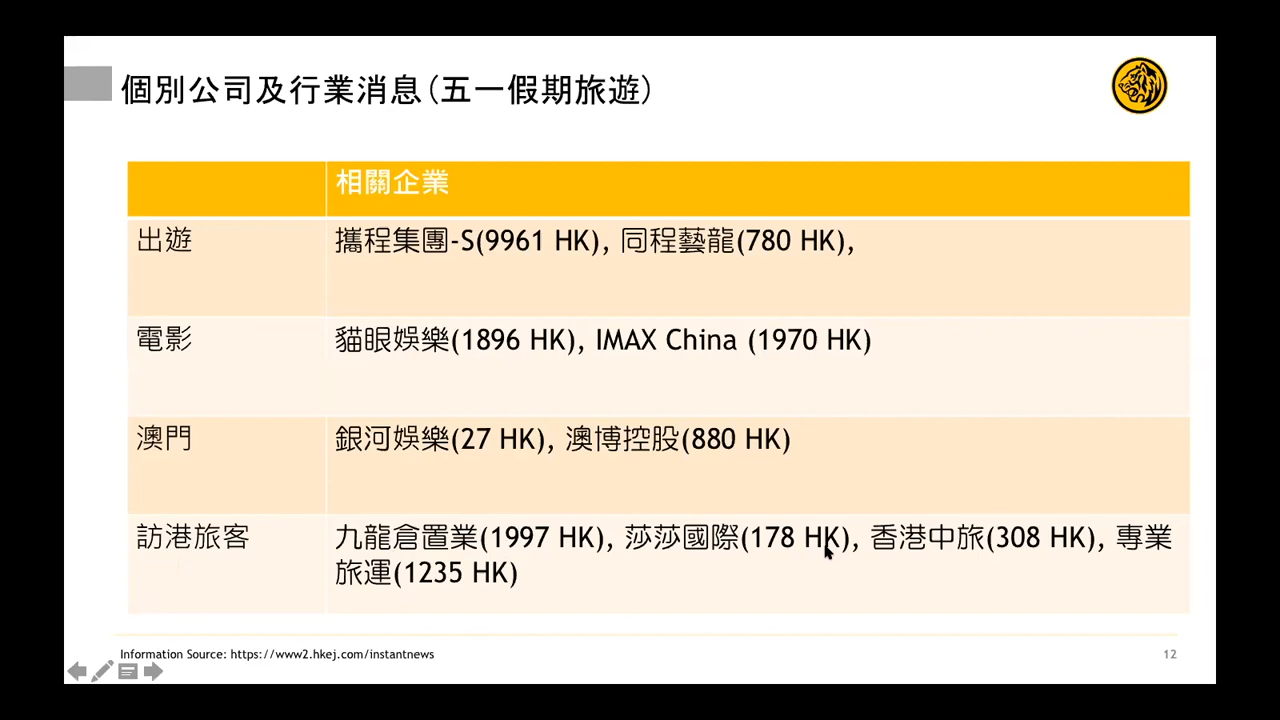 個別公司及行業消息(五一假期旅遊)
相關企業
出遊
攜程集團-S(9961 HK), 同程藝龍(780 HK),
電影
貓眼娛樂(1896 HK), IMAX China (1970 HK)
澳門
銀河娛樂(27 HK), 澳博控股(880 HK)
訪港旅客
九龍倉置業(1997 HK), 莎莎國際(178 HK), 香港中旅(308 HK), 專業
旅運(1235 HK)
Information Source: https://www2.hkej.com/instantnews
12